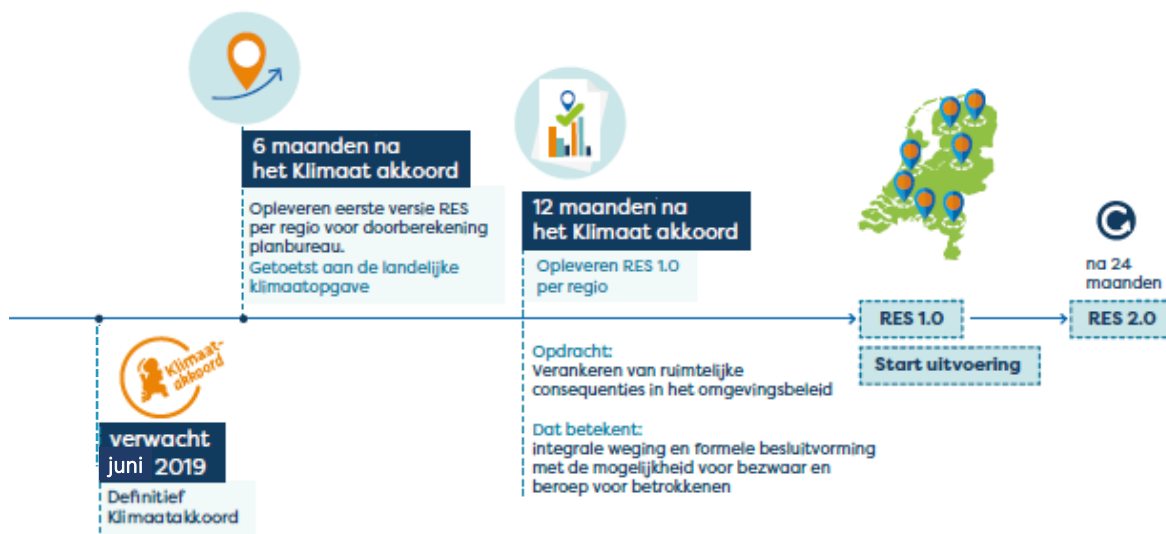 6 maanden na
het Klimaat akkoord
Opleveren eerste versie RES
per regio voor doorberekening
planbureau.
Getoetst aan de landelijke
klimaatopgave
12 maanden na
het Klimaat akkoord
Opleveren RES 1.0
per regio
na 24
maanden
RES 1.0
RES 2.0
Start uitvoering
Klimaat-
akkoord
verwacht
juni 2019
Definitief
Klimaatakkoord
Opdracht:
Verankeren van ruimtelijke
consequenties in het omgevingsbeleid
Dat betekent:
integrale weging en formele besluitvorming
met de mogelijkheid voor bezwaar en
beroep voor betrokkenen